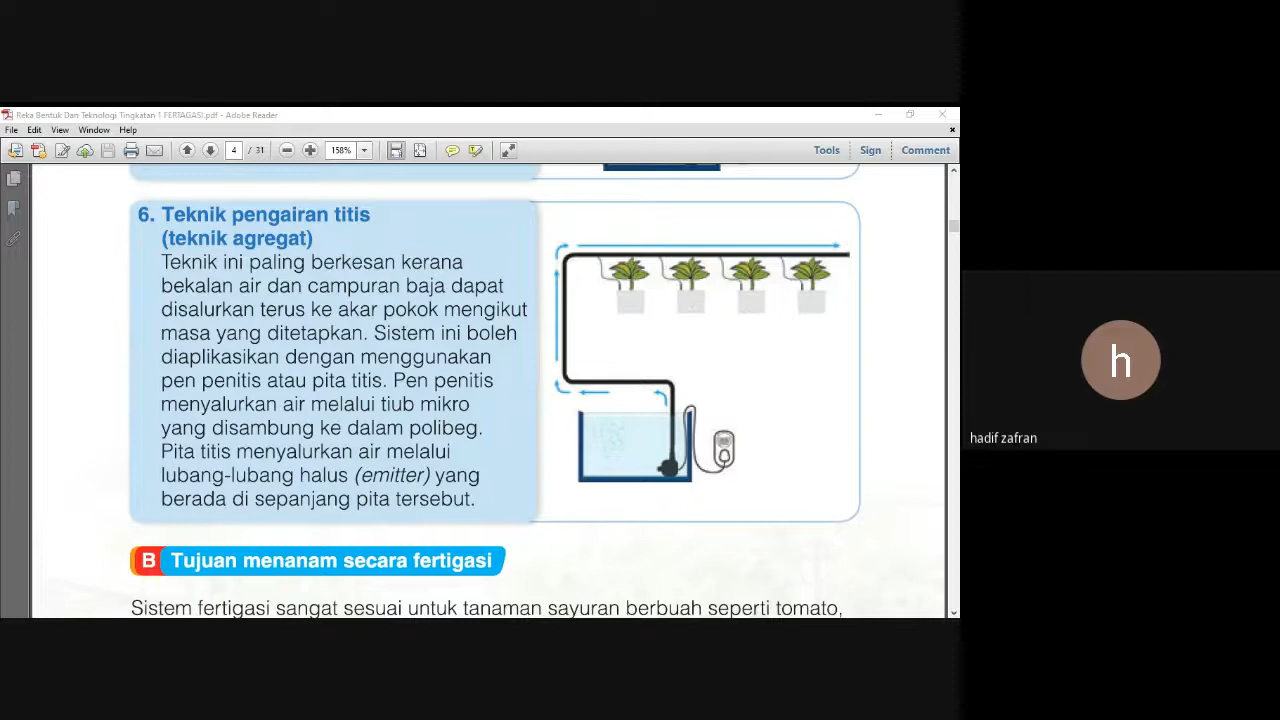 Reka Bentuk Dan Teknologi Tingkatan 1 FERTAGASI.pdf - Adobe Reader
File Edit View Window Help
4 / 31 158% Tools Sign Comment
6. Teknik pengairan titis
(teknik agregat)
Teknik ini paling berkesan kerana
bekalan air dan campuran baja dapat
disalurkan terus ke akar pokok mengikut
masa yang ditetapkan. Sistem ini boleh
diaplikasikan dengan menggunakan
pen penitis atau pita titis. Pen penitis
menyalurkan air melalui tiub mikro
yang disambung ke dalam polibeg.
Pita titis menyalurkan air melalui
lubang-lubang halus (emitter) yang
berada di sepanjang pita tersebut.
B Tujuan menanam secara fertigasi
Sistem fertigasi sangat sesuai untuk tanaman sayuran berbuah seperti tomato,
h
hadif zafran